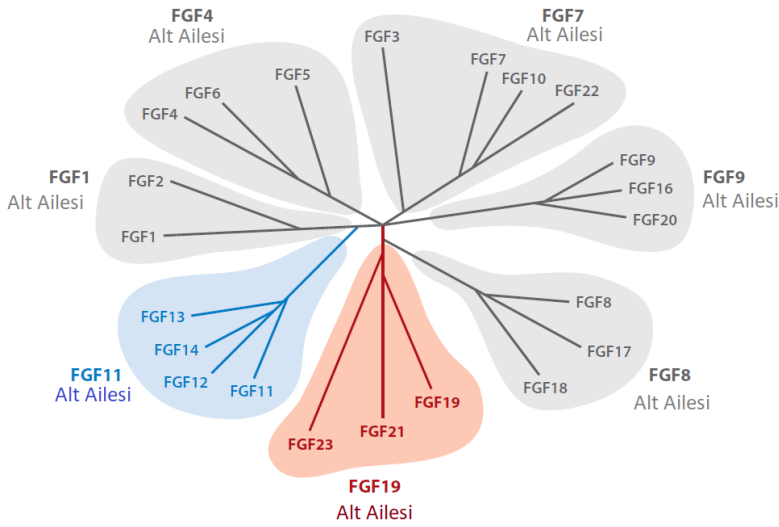 FGF4
Alt Ailesi
FGF7
Alt Ailesi
FGF3
FGF5
FGF6
FGF4
FGF7
FGF10
FGF22
FGF1
Alt Ailesi
FGF2
FGF1
FGF9
FGF16
FGF20
FGF9
Alt Ailesi
FGF13
FGF14
FGF12
FGF11
FGF11
Alt Ailesi
FGF23
FGF21
FGF19
FGF19
Alt Ailesi
FGF8
FGF17
FGF18
FGF8
Alt Ailesi